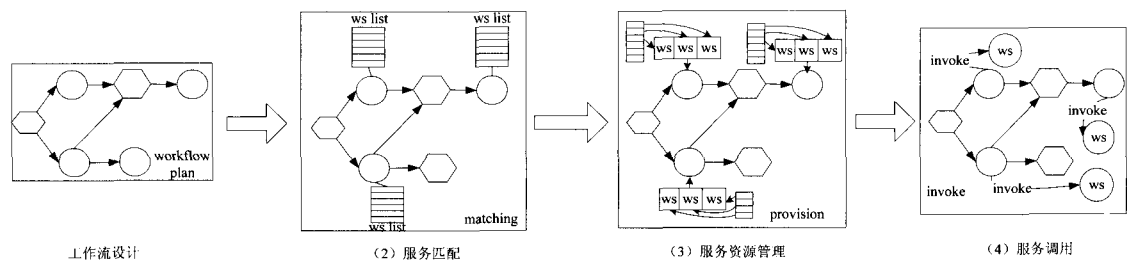 workflow
plan
工作流设计
ws list
ws list
ws list
matching
（2）服务匹配
ws ws ws
ws ws ws
ws ws ws
provision
（3）服务资源管理
ws
invoke
invoke
ws
invoke
invoke
ws
（4）服务调用